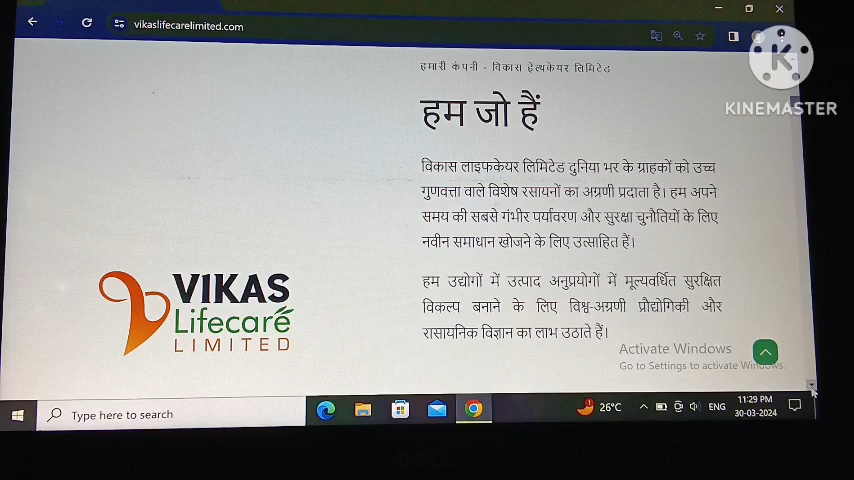 vikaslifecarelimited.com
KINEMASTER
हमारी कंपनी - विकास हेल्थकेयर लिमिटेड
हम जो हैं
विकास लाइफकेयर लिमिटेड दुनिया भर के ग्राहकों को उच्च
गुणवत्ता वाले विशेष रसायनों का अग्रणी प्रदाता है। हम अपने
समय की सबसे गंभीर पर्यावरण और सुरक्षा चुनौतियों के लिए
नवीन समाधान खोजने के लिए उत्साहित हैं।
हम उद्योगों में उत्पाद अनुप्रयोगों में मूल्यवर्धित सुरक्षित
विकल्प बनाने के लिए विश्व-अग्रणी प्रौद्योगिकी और
रासायनिक विज्ञान का लाभ उठाते हैं।
VIKAS
Lifecare
LIMITED
Activate Windows
Go to Settings to activate Windows.
Type here to search
26°C
ENG
11:29 PM
30-03-2024